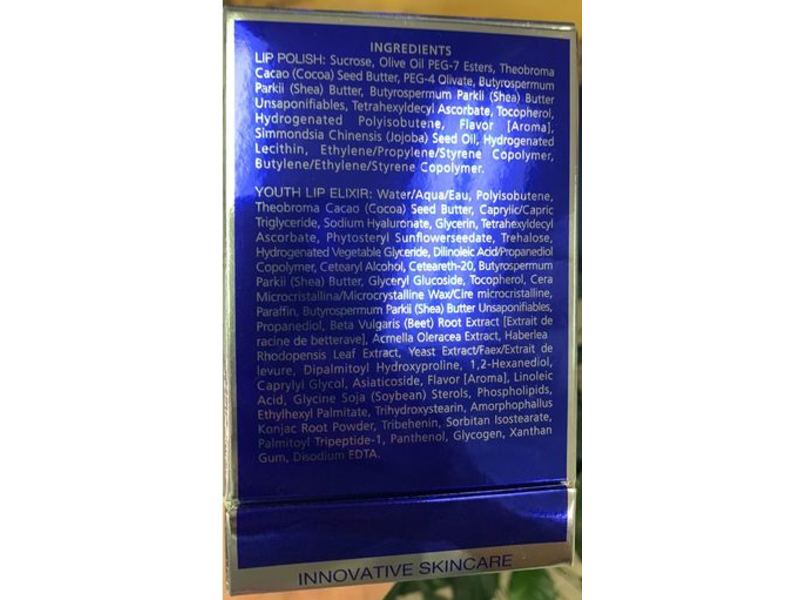 INGREDIENTS
LIP POLISH: Sucrose, Olive Oil PEG-7 Esters, Theobroma
Cacao (Cocoa) Seed Butter, PEG-4 Olivate, Butyrospermum
Parkii (Shea) Butter, Butyrospermum Parkii (Shea) Butter
Unsaponifiables, Tetrahexyldecyl Ascorbate, Tocopherol,
Hydrogenated Polyisobutene, Flavor [Aroma],
Simmondsia Chinensis (Jojoba) Seed Oil, Hydrogenated
Lecithin, Ethylene/Propylene/Styrene Copolymer,
Butylene/Ethylene/Styrene Copolymer.
YOUTH LIP ELIXIR: Water/Aqua/Eau, Polyisobutene,
Theobroma Cacao (Cocoa) Seed Butter, Caprylic/Capric
Triglyceride, Sodium Hyaluronate, Glycerin, Tetrahexyldecyl
Ascorbate, Phytosteryl Sunflowerseedate, Trehalose,
Hydrogenated Vegetable Glyceride, Dilinoleic Acid/Propanediol
Copolymer, Cetearyl Alcohol, Ceteareth-20, Butyrospermum
Parkii (Shea) Butter, Glyceryl Glucoside, Tocopherol, Cera
Microcristallina/Microcrystalline Wax/Cire microcristalline,
Paraffin, Butyrospermum Parkii (Shea) Butter Unsaponifiables,
Propanediol, Beta Vulgaris (Beet) Root Extract [Extrait de
racine de betterave], Acmella Oleracea Extract, Haberlea
Rhodopensis Leaf Extract, Yeast Extract/Faex/Extrait de
levure, Dipalmitoyl Hydroxyproline, 1,2-Hexanediol,
Caprylyl Glycol, Asiaticoside, Flavor [Aroma], Linoleic
Acid, Glycine Soja (Soybean) Sterols, Phospholipids,
Ethylhexyl Palmitate, Trihydroxystearin, Amorphophallus
Konjac Root Powder, Tribehenin, Sorbitan Isostearate,
Palmitoyl Tripeptide-1, Panthenol, Glycogen, Xanthan
Gum, Disodium EDTA.
INNOVATIVE SKINCARE